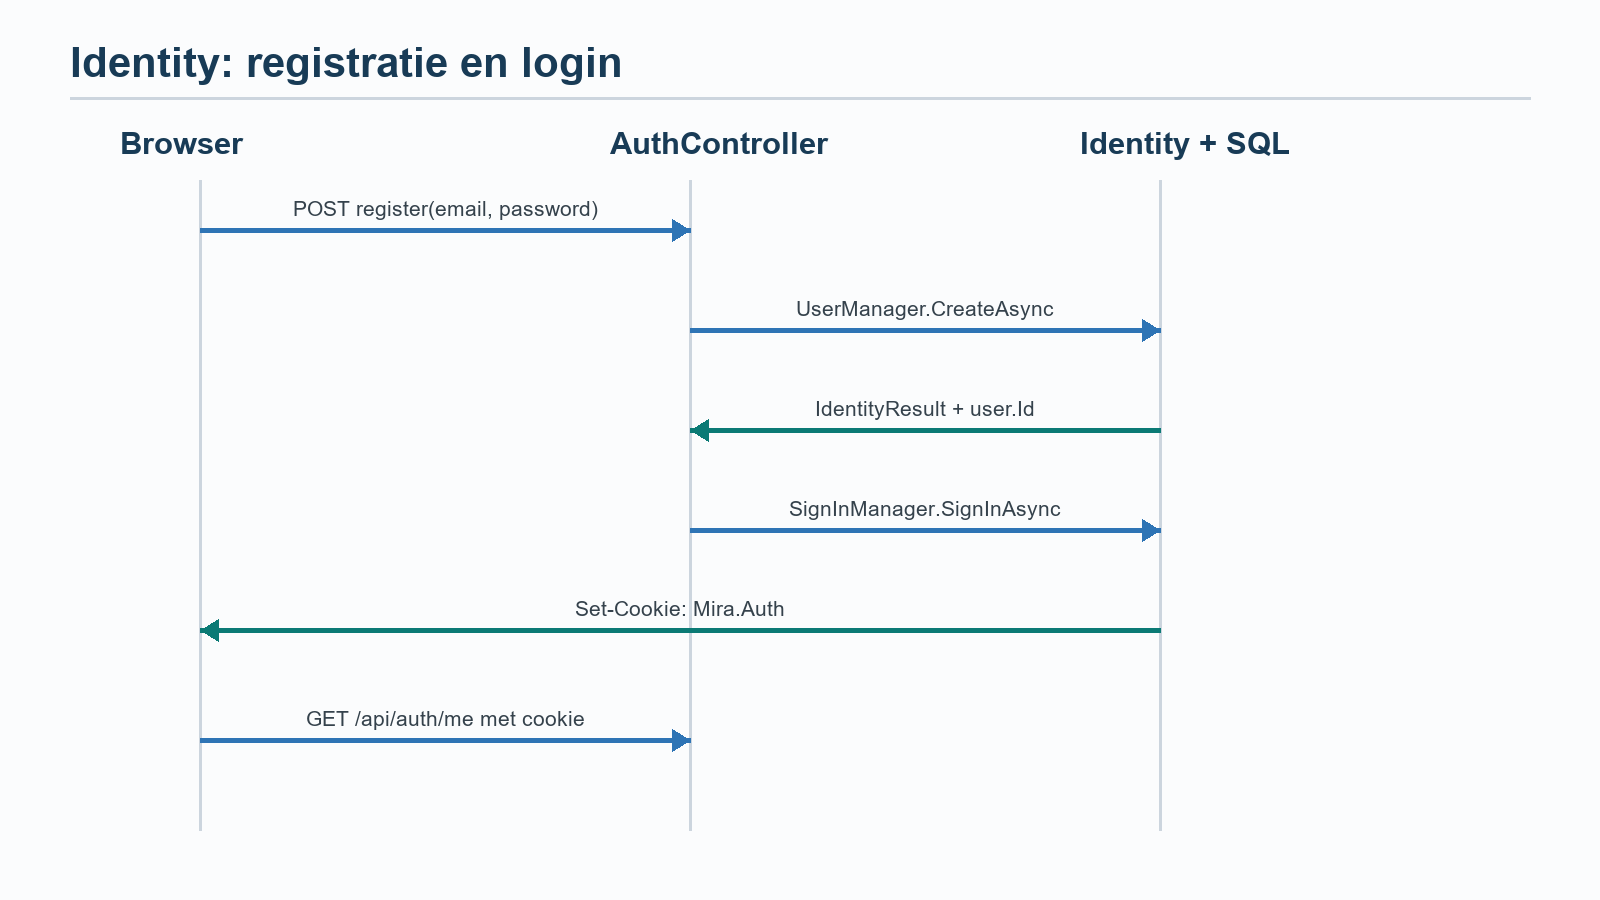 Identity: registratie en login
Browser
AuthController
Identity + SQL
POST register(email, password)
UserManager.CreateAsync
IdentityResult + user.Id
SignInManager.SignInAsync
Set-Cookie: Mira.Auth
GET /api/auth/me met cookie